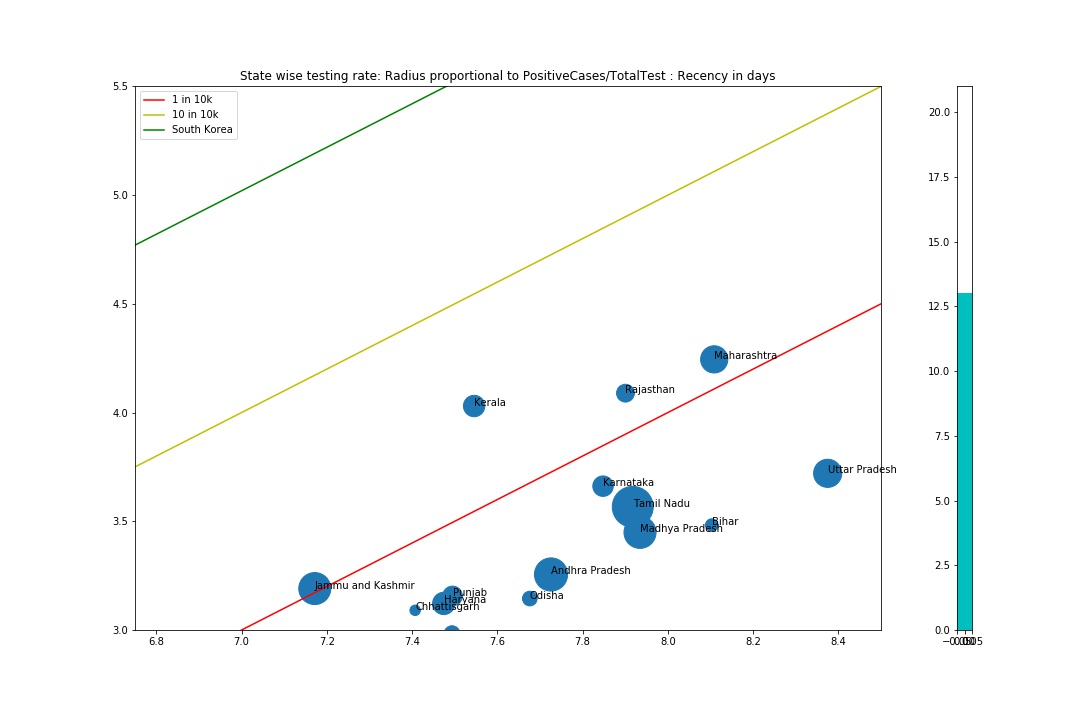 State wise testing rate: Radius proportional to PositiveCases/TotalTest : Recency in days
5.5
5.0
4.5
4.0
3.5
3.0
1 in 10k
10 in 10k
South Korea
Maharashtra
Rajasthan
Kerala
Uttar Pradesh
Karnataka
Tamil Nadu
Bihar
Madhya Pradesh
Andhra Pradesh
Jammu and Kashmir
Punjab
Odisha
Haryana
Chhattisgarh
6.8 7.0 7.2 7.4 7.6 7.8 8.0 8.2 8.4
20.0
17.5
15.0
12.5
10.0
7.5
5.0
2.5
0.0